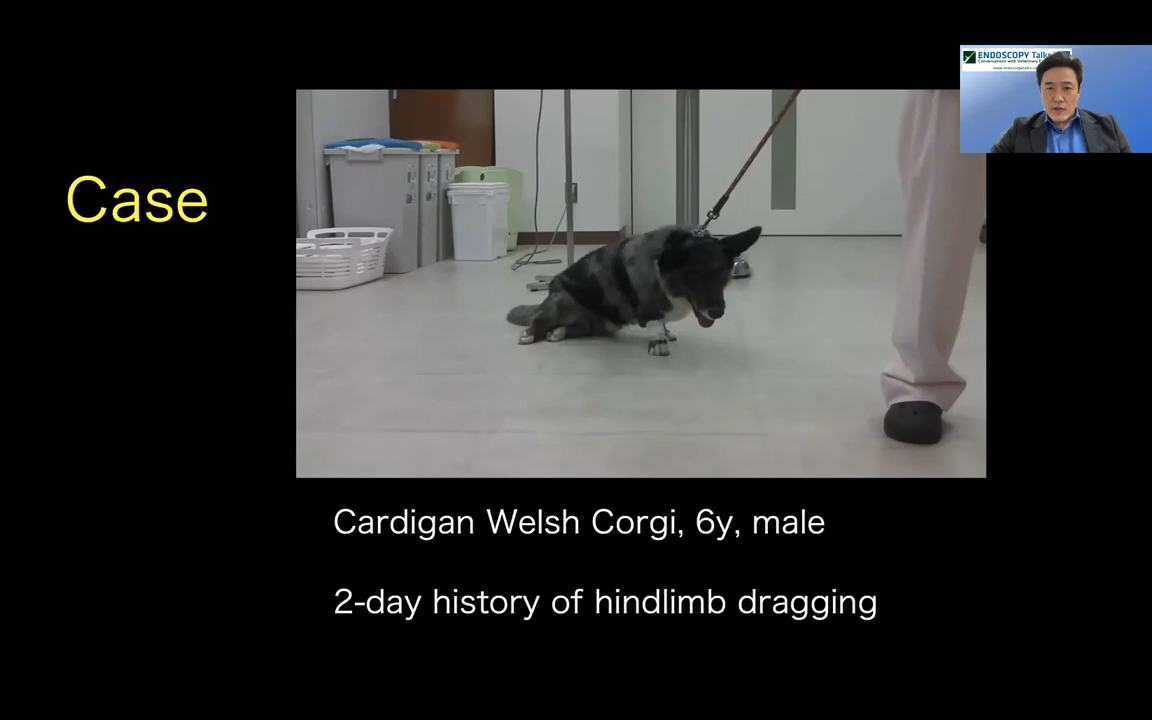 ENDOSCOPY Talks
Conversations with Veterinary
Case
Cardigan Welsh Corgi, 6y, male
2-day history of hindlimb dragging